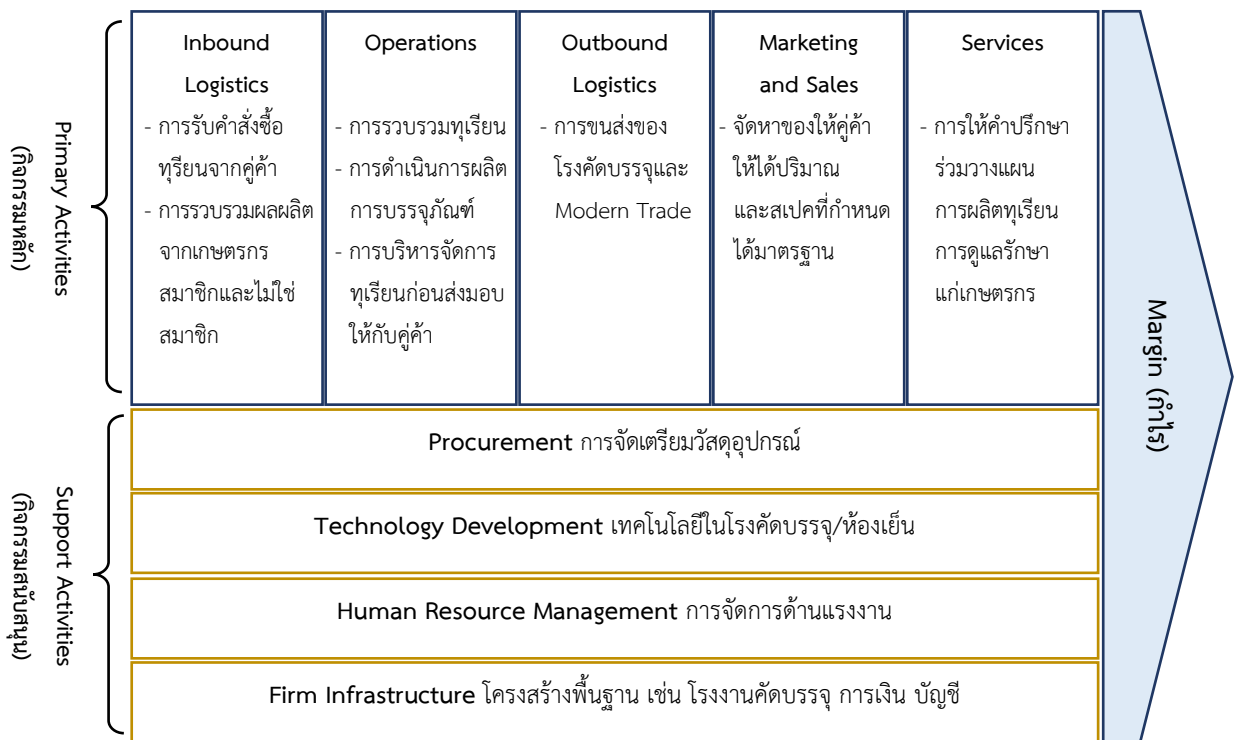 Primary Activities
(กิจกรรมหลัก)
Inbound
Logistics
- การรับคำสั่งซื้อ
ทุเรียนจากคู่ค้า
- การรวบรวมผลผลิต
จากเกษตรกร
สมาชิกและไม่ใช่
สมาชิก
Operations
- การรวบรวมทุเรียน
- การดำเนินการผลิต
การบรรจุภัณฑ์
- การบริหารจัดการ
ทุเรียนก่อนส่งมอบ
ให้กับคู่ค้า
Outbound
Logistics
- การขนส่งของ
โรงคัดบรรจุและ
Modern Trade
Marketing
and Sales
- จัดหาของให้คู่ค้า
ให้ได้ปริมาณ
และสเปคที่กำหนด
ได้มาตรฐาน
Services
- การให้คำปรึกษา
ร่วมวางแผน
การผลิตทุเรียน
การดูแลรักษา
แก่เกษตรกร
Support Activities
(กิจกรรมสนับสนุน)
Procurement การจัดเตรียมวัสดุอุปกรณ์
Technology Development เทคโนโลยีในโรงคัดบรรจุ/ห้องเย็น
Human Resource Management การจัดการด้านแรงงาน
Firm Infrastructure โครงสร้างพื้นฐาน เช่น โรงงานคัดบรรจุ การเงิน บัญชี
Margin (กำไร)